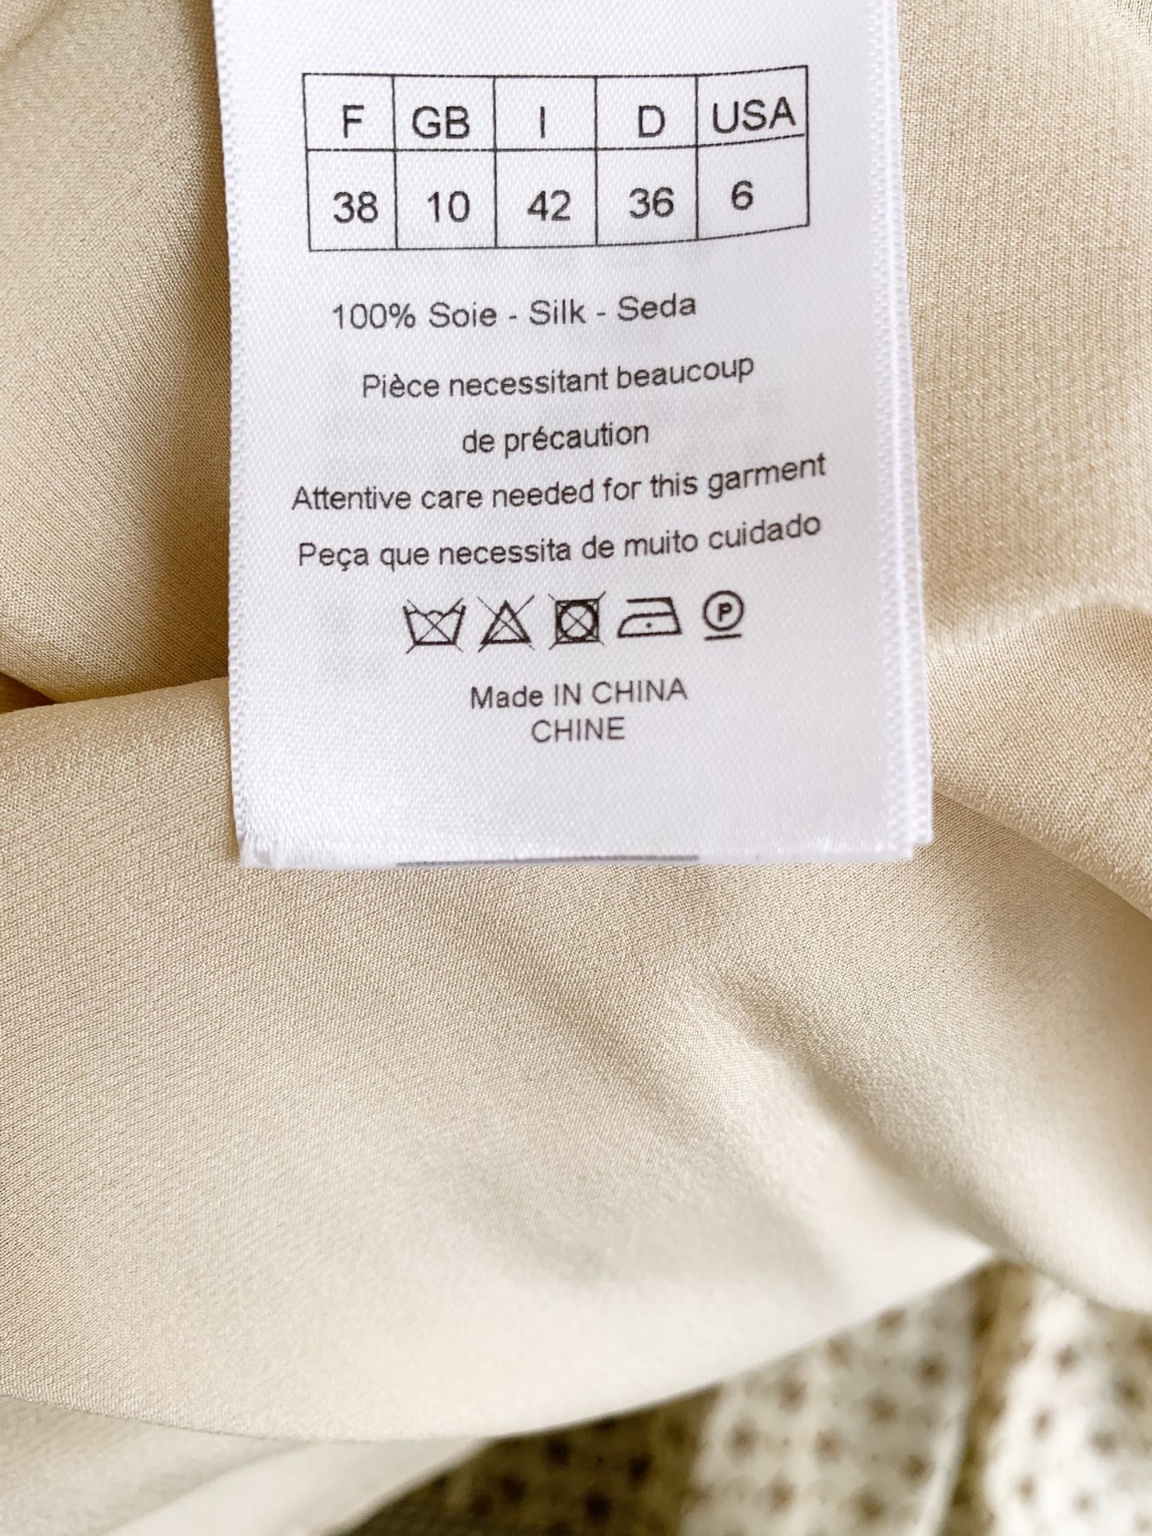 F GB I D USA
38 10 42 36 6
100% Soie - Silk - Seda
Pièce necessitant beaucoup
de précaution
Attentive care needed for this garment
Peça que necessita de muito cuidado
P
Made IN CHINA
CHINE